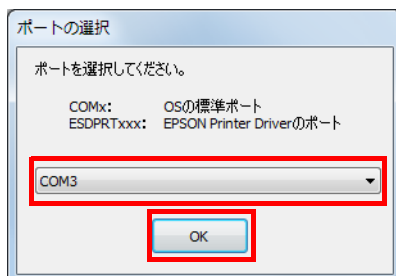 ポートの選択
ポートを選択してください。
COMx: OSの標準ポート
ESDPRTxxx: EPSON Printer Driverのポート
COM3
OK